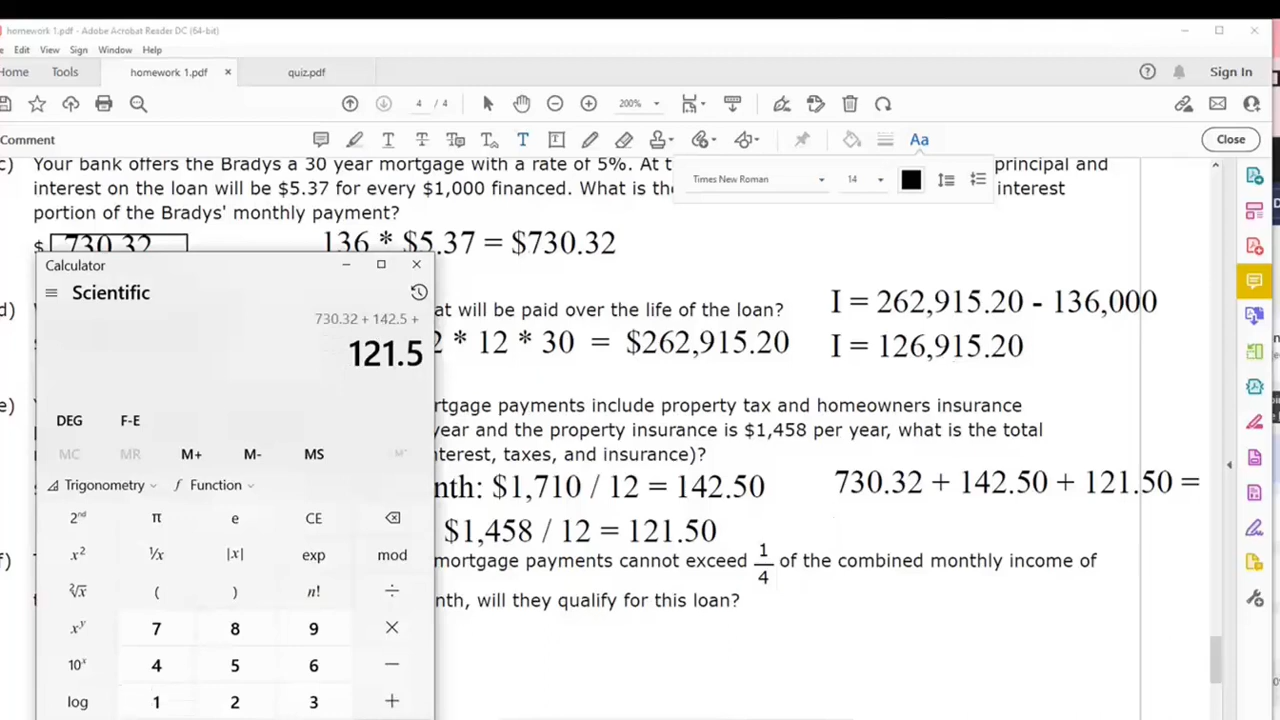 homework 1.pdf - Adobe Acrobat Reader DC (64-bit)
Edit View Sign Window Help
Home Tools homework 1.pdf × quiz.pdf Sign In
4 / 4 200%
Comment Close
Times New Roman 14
c) Your bank offers the Bradys a 30 year mortgage with a rate of 5%. At t principal and
interest on the loan will be $5.37 for every $1,000 financed. What is the interest
portion of the Bradys' monthly payment?
$ 730.32 136 * $5.37 = $730.32
Calculator
Scientific
730.32 + 142.5 +
121.5
DEG F-E
MC MR M+ M- MS M˅
Trigonometry Function
2nd π e CE
x² ¹/x |x| exp mod
²√x ( ) n! ÷
xʸ 7 8 9 ×
10ˣ 4 5 6 −
log 1 2 3 +
d) at will be paid over the life of the loan? I = 262,915.20 - 136,000
2 * 12 * 30 = $262,915.20 I = 126,915.20
e) rtgage payments include property tax and homeowners insurance
year and the property insurance is $1,458 per year, what is the total
nterest, taxes, and insurance)?
nth: $1,710 / 12 = 142.50 730.32 + 142.50 + 121.50 =
$1,458 / 12 = 121.50
f) mortgage payments cannot exceed 1/4 of the combined monthly income of
nth, will they qualify for this loan?